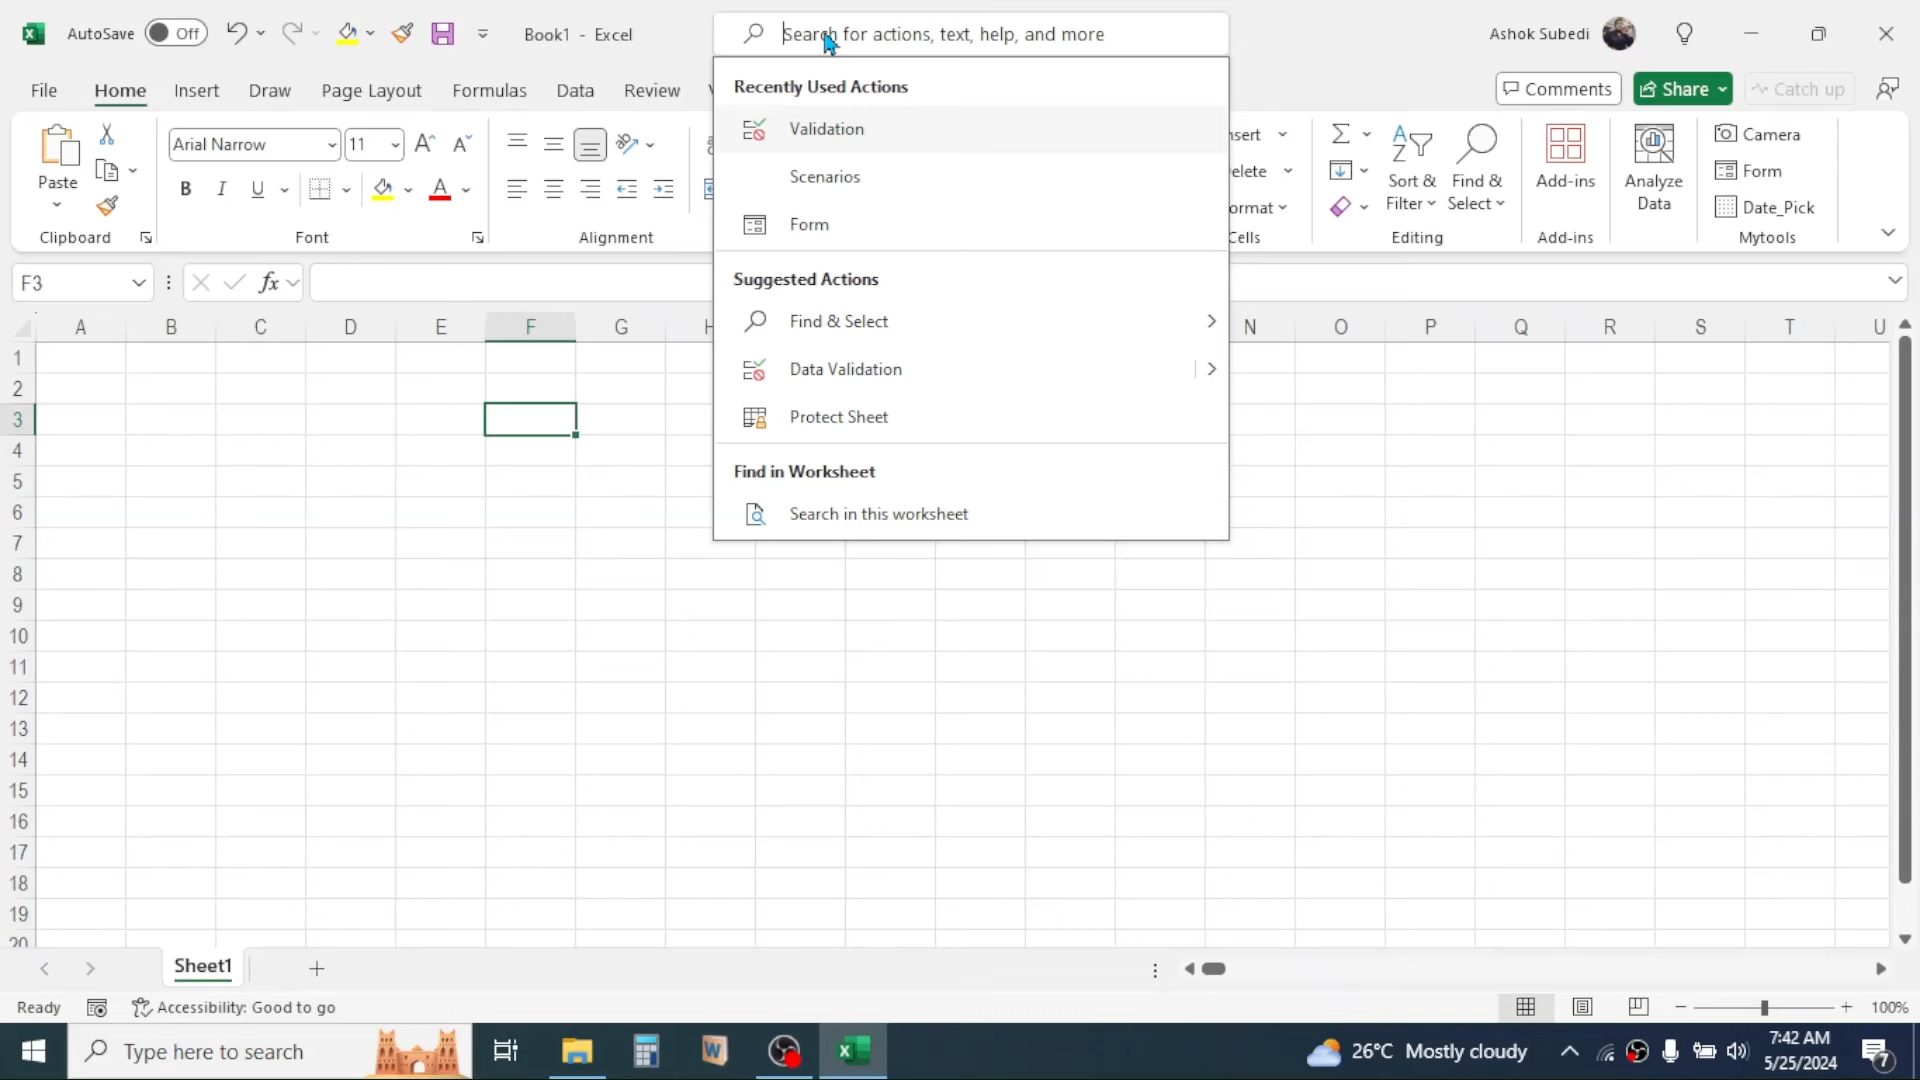 AutoSave Off Book1 - Excel Search for actions, text, help, and more Ashok Subedi
File Home Insert Draw Page Layout Formulas Data Review Comments Share Catch up
Recently Used Actions
Validation
Scenarios
Form
Suggested Actions
Find & Select
Data Validation
Protect Sheet
Find in Worksheet
Search in this worksheet
Paste
Clipboard
Arial Narrow 11
B I U A
Font
Alignment
nsert
elete
ormat
Cells
Sort &
Filter
Find &
Select
Editing
Add-ins
Add-ins
Analyze
Data
Camera
Form
Date_Pick
Mytools
F3 fx
A B C D E F G H N O P Q R S T U
1
2
3
4
5
6
7
8
9
10
11
12
13
14
15
16
17
18
19
20
Sheet1
Ready Accessibility: Good to go 100%
Type here to search 26°C Mostly cloudy 7:42 AM
5/25/2024 7